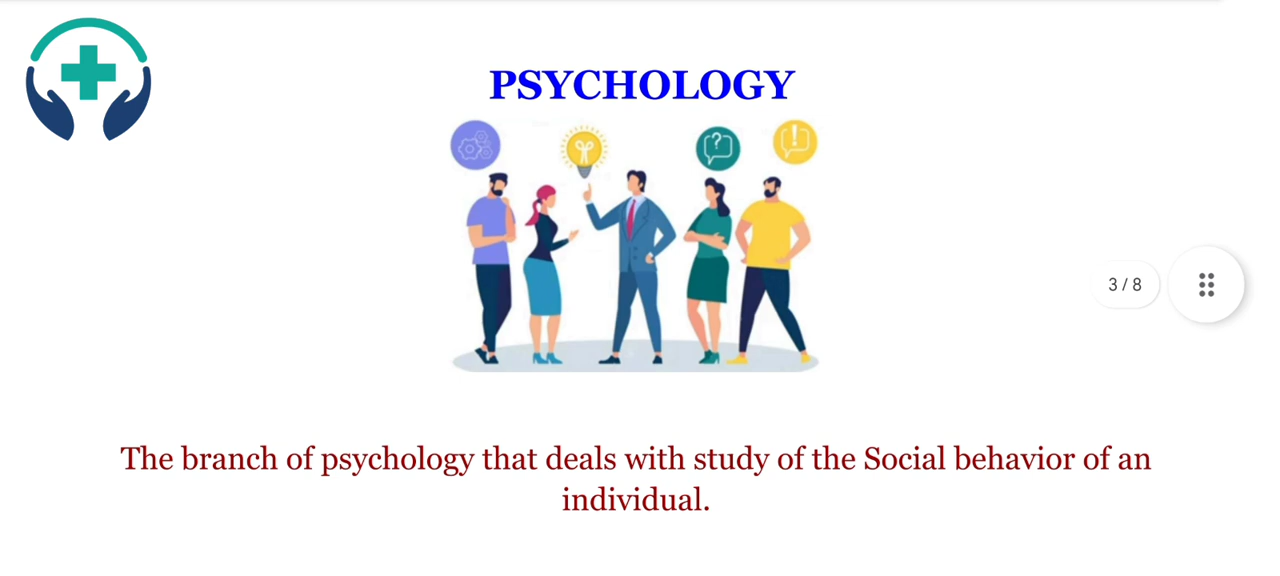 PSYCHOLOGY
3 / 8
The branch of psychology that deals with study of the Social behavior of an
individual.